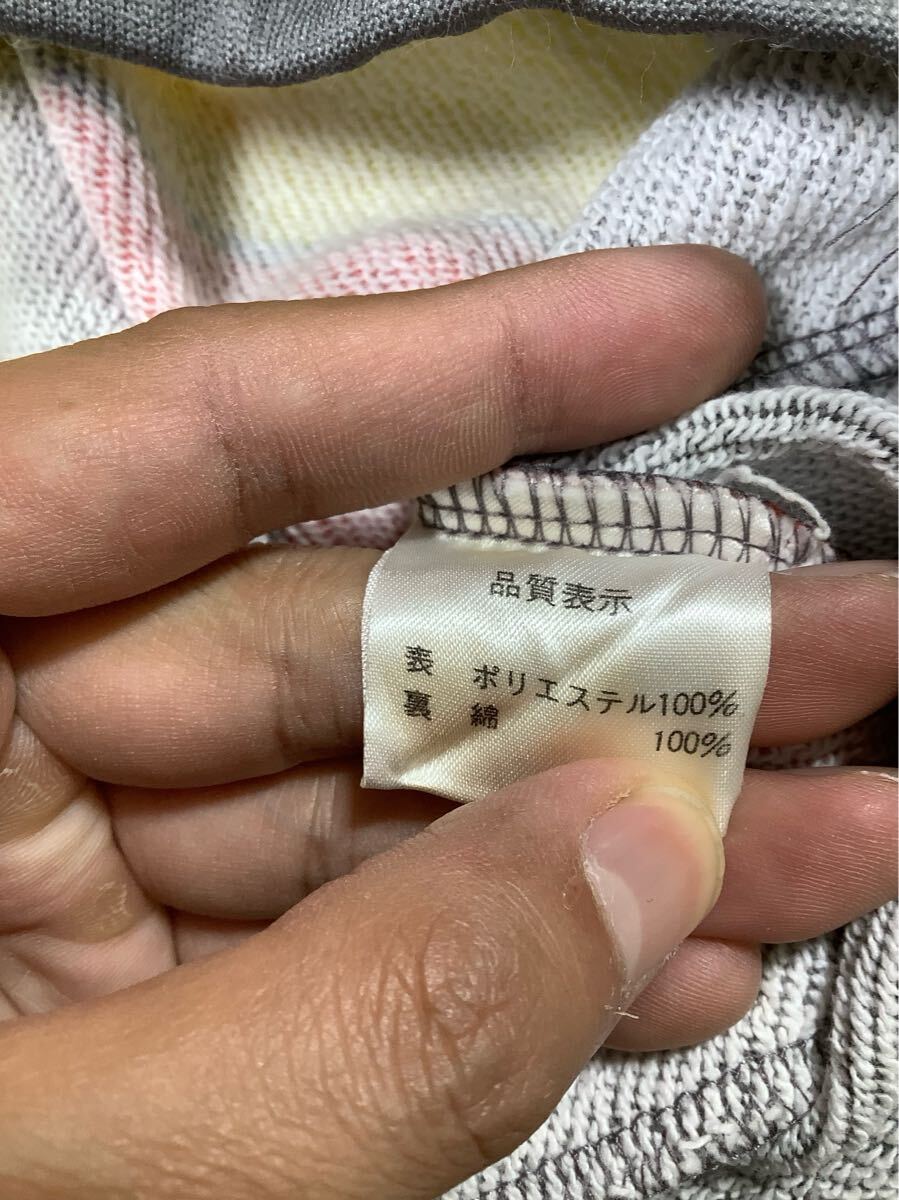 品質表示
表 ポリエステル100%
裏 綿 100%